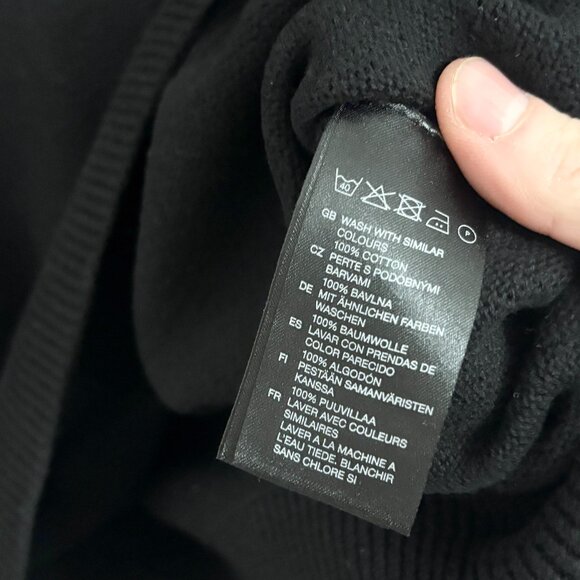 40
P
GB WASH WITH SIMILAR
COLOURS
100% COTTON
CZ PERTE S PODOBNYMI
BARVAMI
100% BAVLNA
DE MIT ÄHNLICHEN FARBEN
WASCHEN
100% BAUMWOLLE
ES LAVAR CON PRENDAS DE
COLOR PARECIDO
100% ALGODÓN
FI PESTÄÄN SAMANVÄRISTEN
KANSSA
100% PUUVILLAA
FR LAVER AVEC COULEURS
SIMILAIRES
LAVER A LA MACHINE A
L'EAU TIEDE, BLANCHIR
SANS CHLORE SI